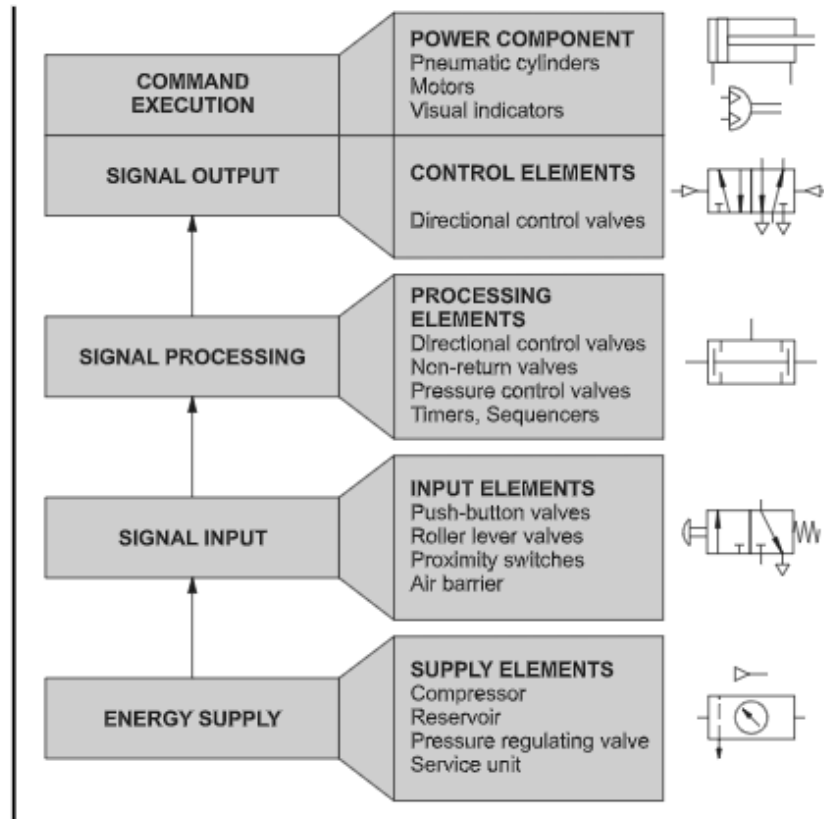 COMMAND
EXECUTION
POWER COMPONENT
Pneumatic cylinders
Motors
Visual indicators
SIGNAL OUTPUT
CONTROL ELEMENTS
Directional control valves
SIGNAL PROCESSING
PROCESSING
ELEMENTS
Directional control valves
Non-return valves
Pressure control valves
Timers, Sequencers
SIGNAL INPUT
INPUT ELEMENTS
Push-button valves
Roller lever valves
Proximity switches
Air barrier
ENERGY SUPPLY
SUPPLY ELEMENTS
Compressor
Reservoir
Pressure regulating valve
Service unit